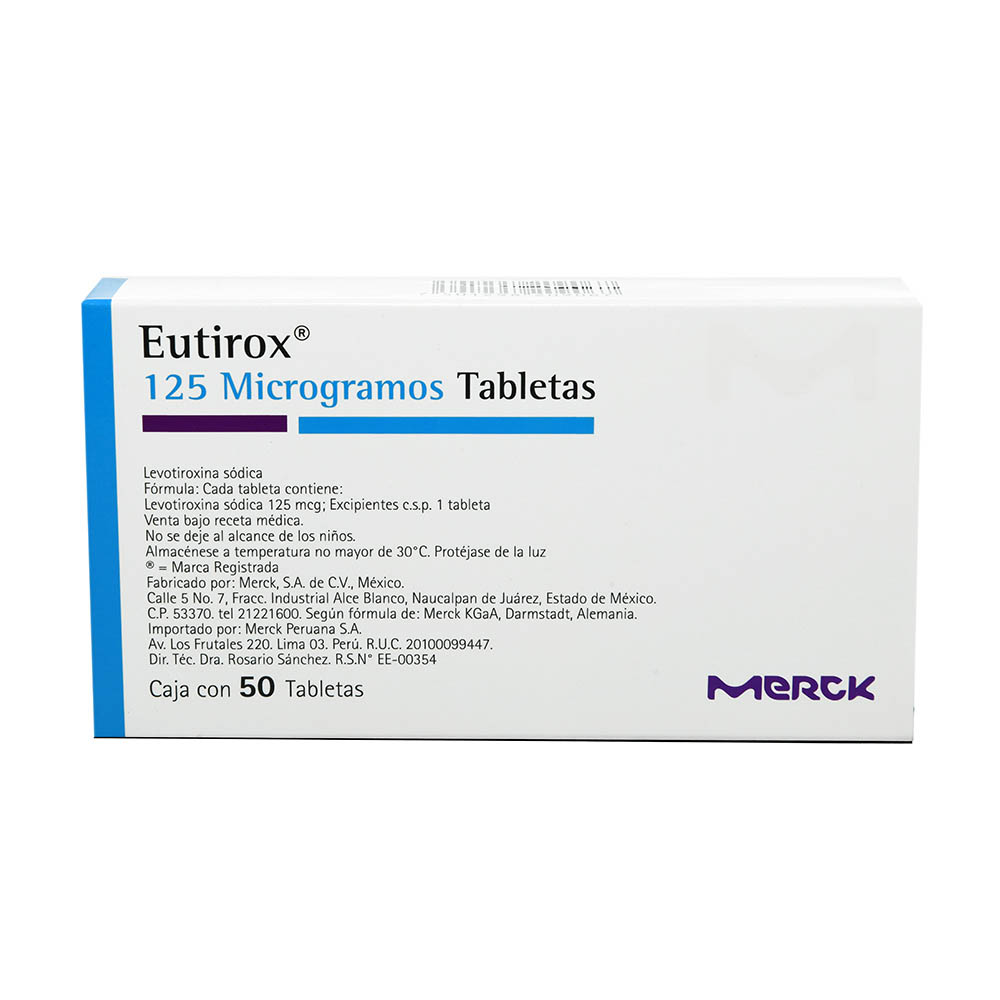 Eutirox®
125 Microgramos Tabletas
Levotiroxina sódica
Fórmula: Cada tableta contiene:
Levotiroxina sódica 125 mcg; Excipientes c.s.p. 1 tableta
Venta bajo receta médica.
No se deje al alcance de los niños.
Almacénese a temperatura no mayor de 30°C. Protéjase de la luz
® = Marca Registrada
Fabricado por: Merck, S.A. de C.V., México.
Calle 5 No. 7, Fracc. Industrial Alce Blanco, Naucalpan de Juárez, Estado de México.
C.P. 53370. tel 21221600. Según fórmula de: Merck KGaA, Darmstadt, Alemania.
Importado por: Merck Peruana S.A.
Av. Los Frutales 220. Lima 03. Perú. R.U.C. 20100099447.
Dir. Téc. Dra. Rosario Sánchez. R.S.N° EE-00354
Caja con 50 Tabletas
MERCK